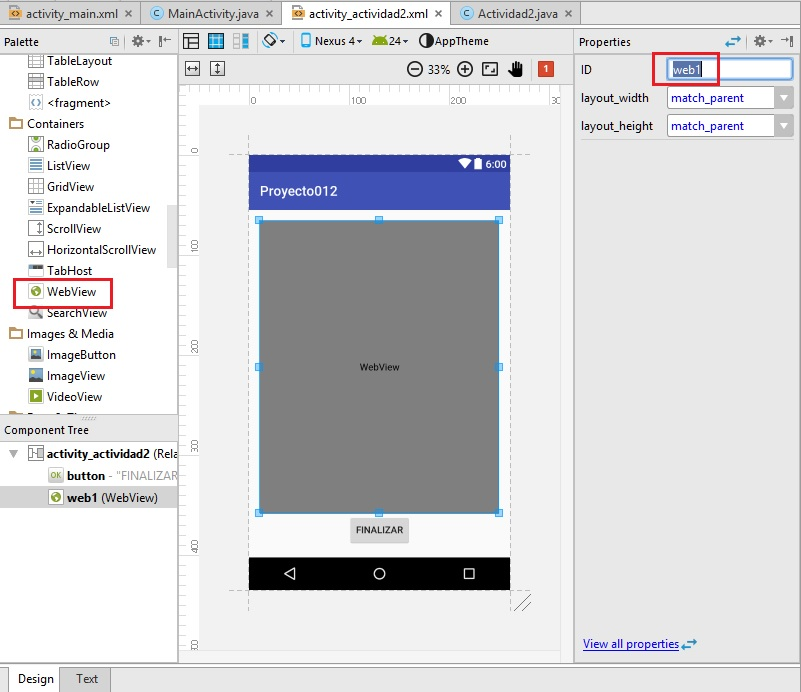 activity_main.xml MainActivity.java activity_actividad2.xml Actividad2.java
Palette
Nexus 4 24 AppTheme
33% 1
TableLayout
TableRow
<fragment>
Containers
RadioGroup
ListView
GridView
ExpandableListView
ScrollView
HorizontalScrollView
TabHost
WebView
SearchView
Images & Media
ImageButton
ImageView
VideoView
Component Tree
activity_actividad2 (Rela
OK button - "FINALIZAR
web1 (WebView)
0 100 200 300
0
100
200
300
400
500
6:00
Proyecto012
WebView
FINALIZAR
Properties
ID web1
layout_width match_parent
layout_height match_parent
View all properties
Design Text